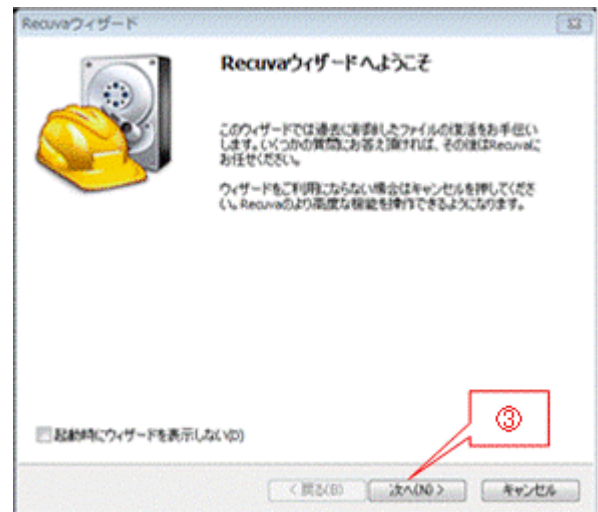 Recuvaウィザード
Recuvaウィザードへようこそ
このウィザードでは過去に削除したファイルの復活をお手伝い
します。いくつかの質問にお答え頂ければ、その後はRecuvaに
お任せください。
ウィザードをご利用にならない場合はキャンセルを押してくださ
い。Recuvaのより高度な機能を操作できるようになります。
③
起動時にウィザードを表示しない(D)
< 戻る(B)
次へ(N) >
キャンセル